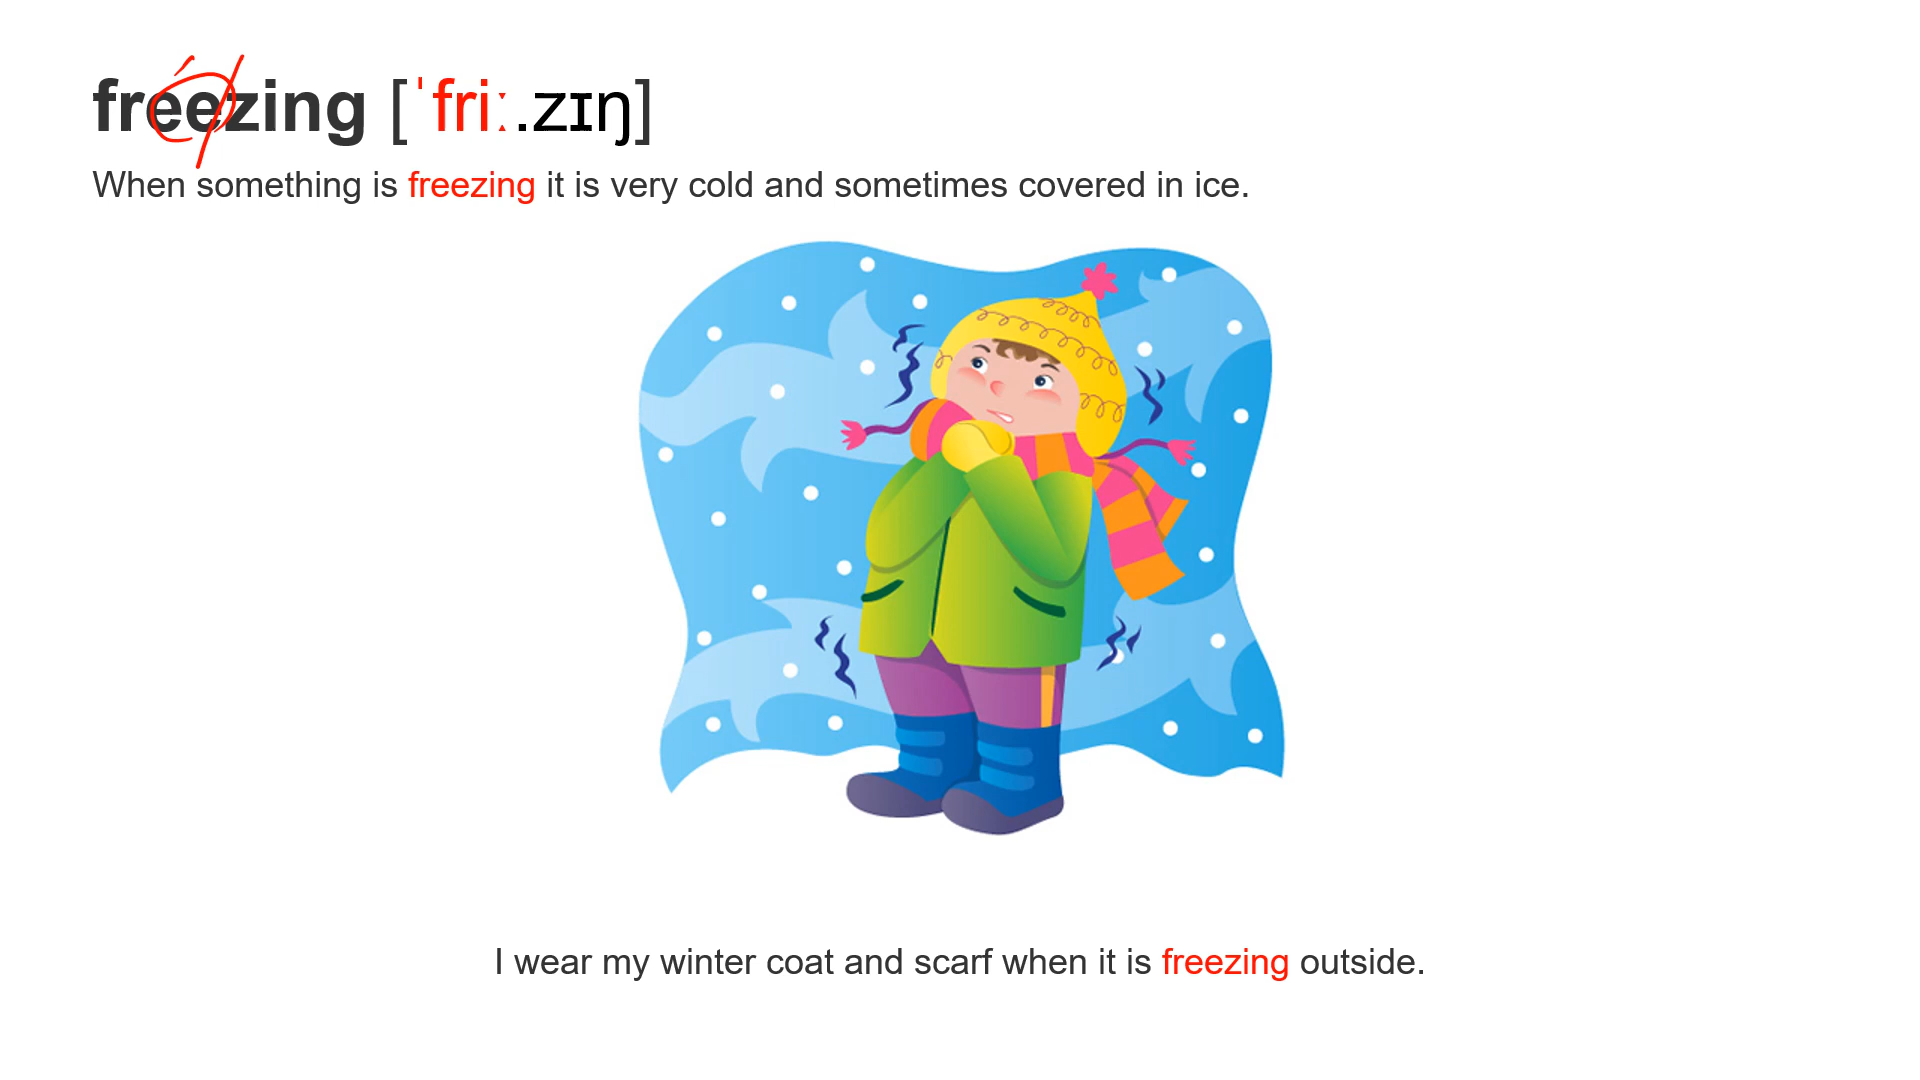 freezing [ˈfriː.zɪŋ]
When something is freezing it is very cold and sometimes covered in ice.
I wear my winter coat and scarf when it is freezing outside.